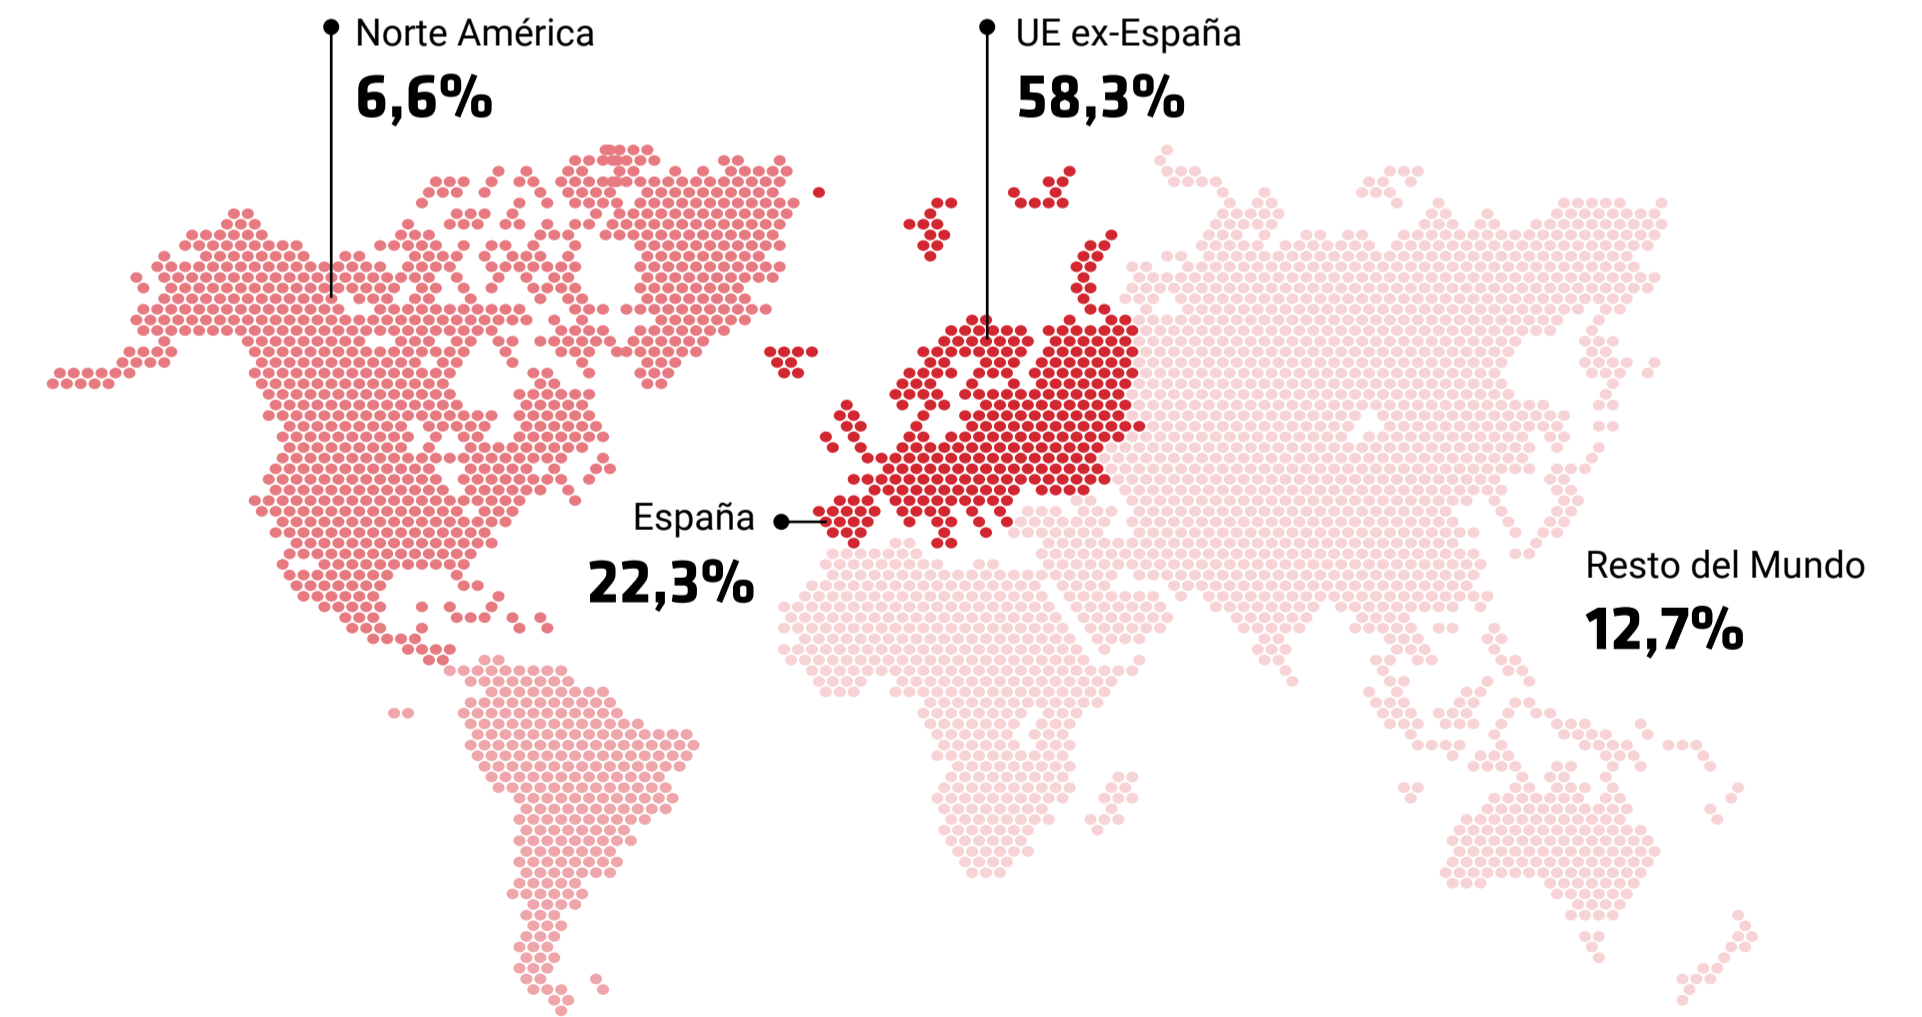 Norte América
6,6%
UE ex-España
58,3%
España
22,3%
Resto del Mundo
12,7%